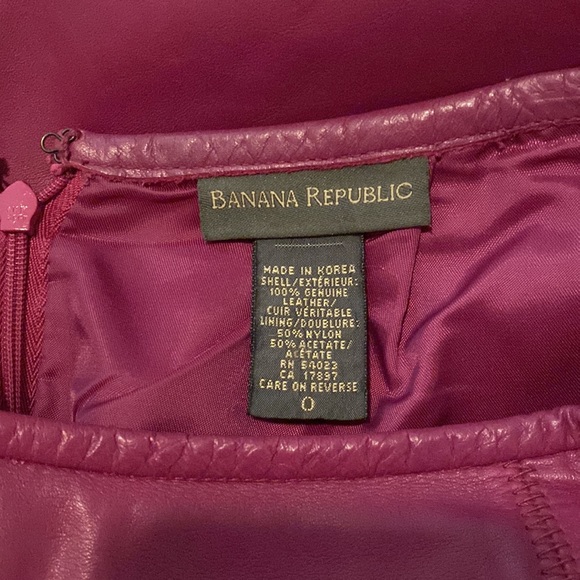 BANANA REPUBLIC
MADE IN KOREA
SHELL/EXTÉRIEUR:
100% GENUINE
LEATHER/
CUIR VÉRITABLE
LINING/DOUBLURE:
50% NYLON
50% ACETATE/
ACÉTATE
RN 54023
CA 17897
CARE ON REVERSE
0